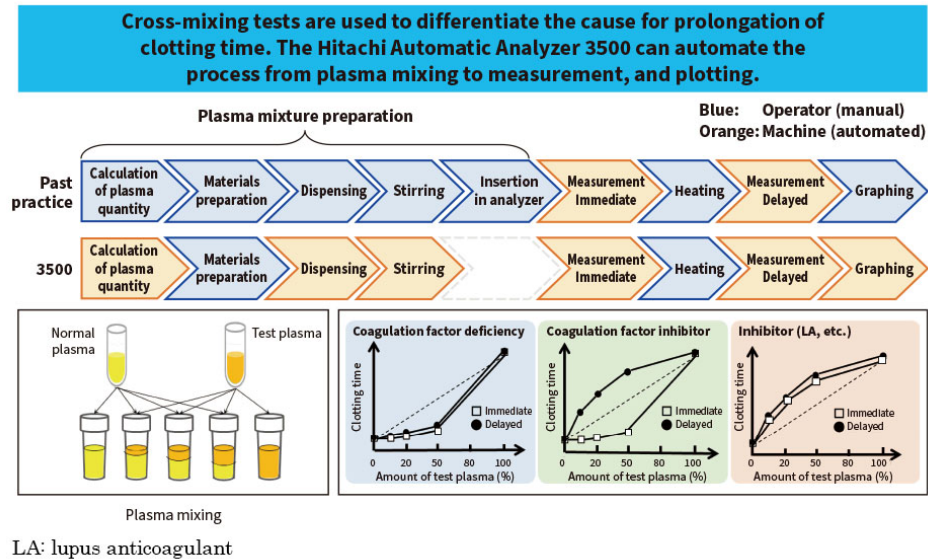 Cross-mixing tests are used to differentiate the cause for prolongation of
clotting time. The Hitachi Automatic Analyzer 3500 can automate the
process from plasma mixing to measurement, and plotting.
Plasma mixture preparation
Blue: Operator (manual)
Orange: Machine (automated)
Past
practice
Calculation
of plasma
quantity
Materials
preparation
Dispensing
Stirring
Insertion
in analyzer
Measurement
Immediate
Heating
Measurement
Delayed
Graphing
3500
Calculation
of plasma
quantity
Materials
preparation
Dispensing
Stirring
Measurement
Immediate
Heating
Measurement
Delayed
Graphing
Normal
plasma
Test plasma
Plasma mixing
Coagulation factor deficiency
Clotting time
Immediate
Delayed
0 20 50 100
Amount of test plasma (%)
Coagulation factor inhibitor
Clotting time
Immediate
Delayed
0 20 50 100
Amount of test plasma (%)
Inhibitor (LA, etc.)
Clotting time
Immediate
Delayed
0 20 50 100
Amount of test plasma (%)
LA: lupus anticoagulant